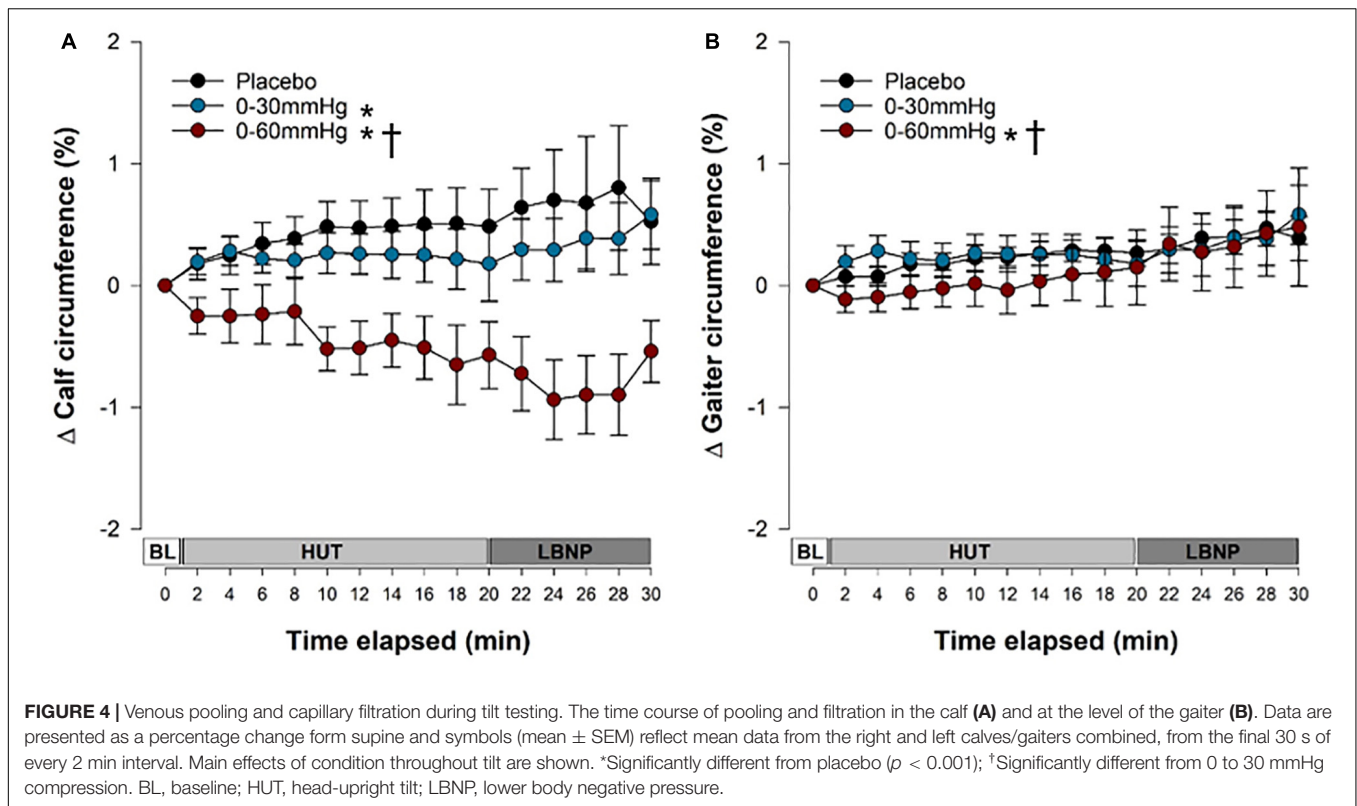 A
2
1
0
-1
-2
Δ Calf circumference (%)
Placebo
0-30mmHg *
0-60mmHg * †
BL HUT LBNP
0 2 4 6 8 10 12 14 16 18 20 22 24 26 28 30
Time elapsed (min)
B
2
1
0
-1
-2
Δ Gaiter circumference (%)
Placebo
0-30mmHg
0-60mmHg * †
BL HUT LBNP
0 2 4 6 8 10 12 14 16 18 20 22 24 26 28 30
Time elapsed (min)
FIGURE 4 | Venous pooling and capillary filtration during tilt testing. The time course of pooling and filtration in the calf (A) and at the level of the gaiter (B). Data are
presented as a percentage change form supine and symbols (mean ± SEM) reflect mean data from the right and left calves/gaiters combined, from the final 30 s of
every 2 min interval. Main effects of condition throughout tilt are shown. *Significantly different from placebo (p < 0.001); †Significantly different from 0 to 30 mmHg
compression. BL, baseline; HUT, head-upright tilt; LBNP, lower body negative pressure.